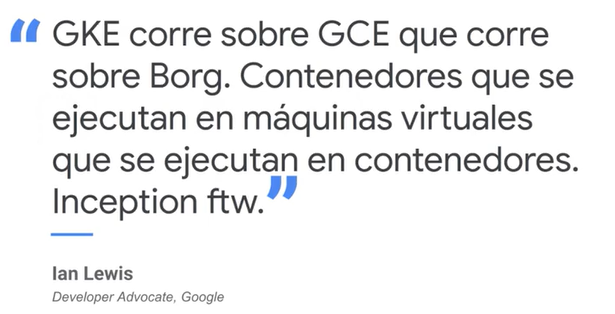 “ GKE corre sobre GCE que corre
sobre Borg. Contenedores que se
ejecutan en máquinas virtuales
que se ejecutan en contenedores.
Inception ftw.”
Ian Lewis
Developer Advocate, Google